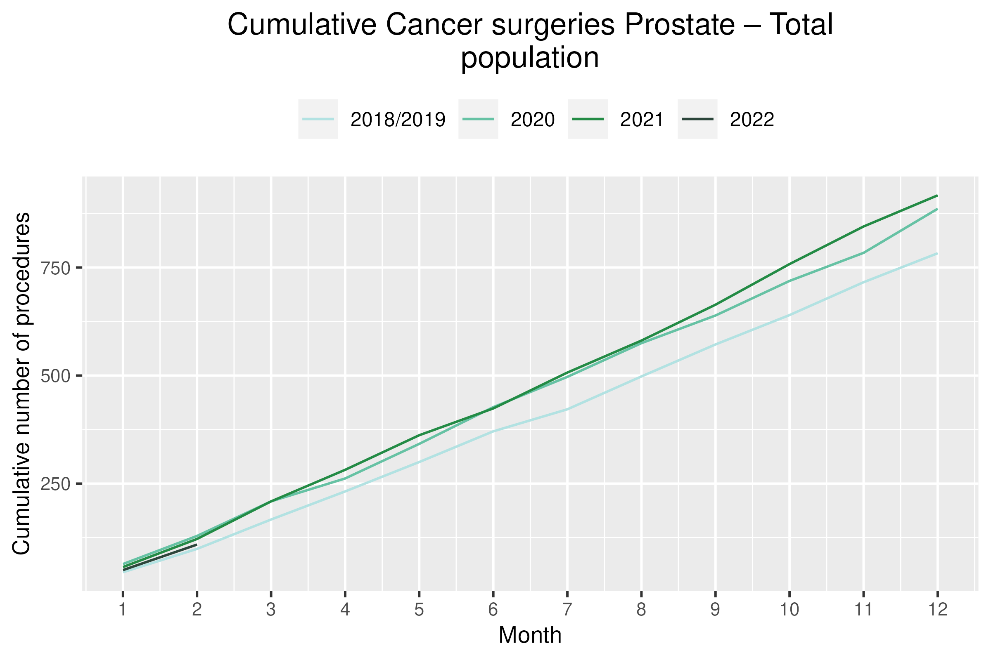 Cumulative Cancer surgeries Prostate – Total
population
2018/2019 2020 2021 2022
Cumulative number of procedures
750
500
250
1 2 3 4 5 6 7 8 9 10 11 12
Month